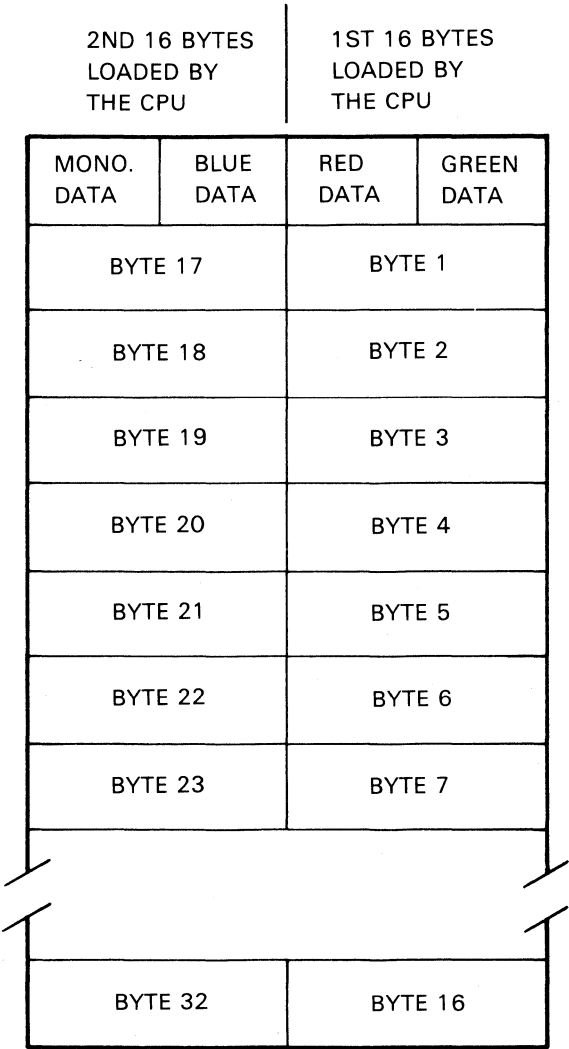 2ND 16 BYTES
LOADED BY
THE CPU
1ST 16 BYTES
LOADED BY
THE CPU
MONO.
DATA
BLUE
DATA
RED
DATA
GREEN
DATA
BYTE 17
BYTE 1
BYTE 18
BYTE 2
BYTE 19
BYTE 3
BYTE 20
BYTE 4
BYTE 21
BYTE 5
BYTE 22
BYTE 6
BYTE 23
BYTE 7
BYTE 32
BYTE 16